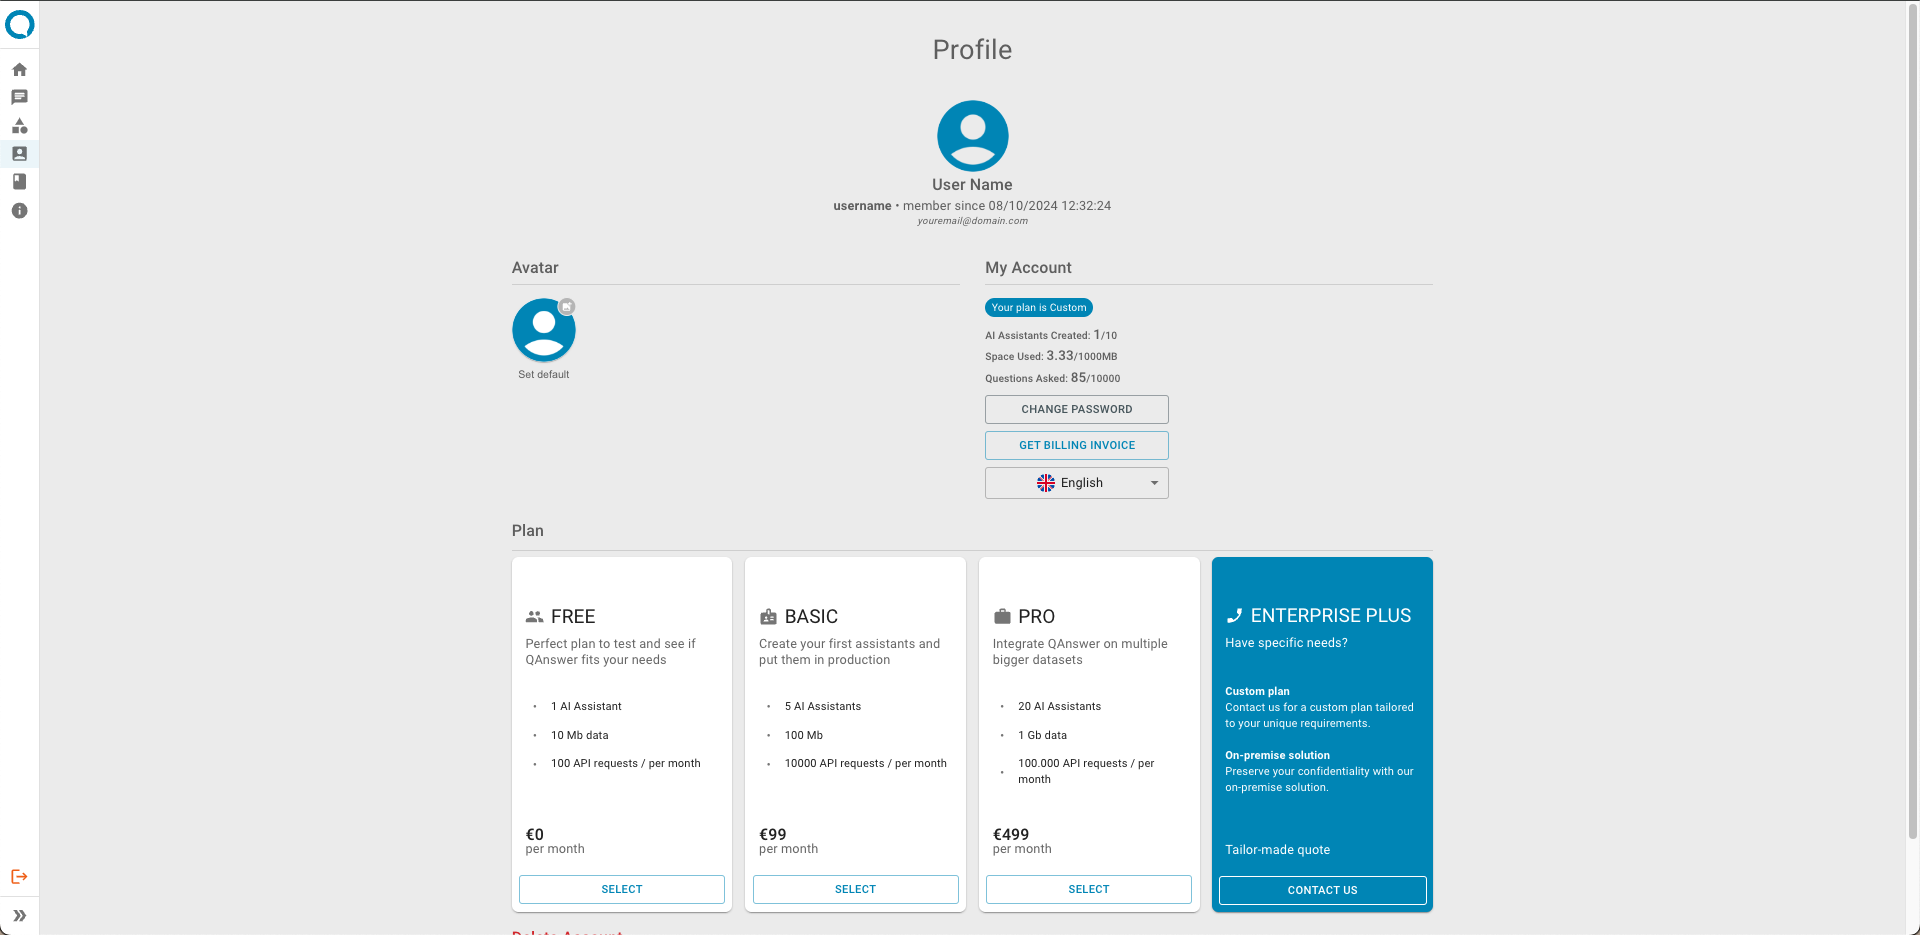 Profile
User Name
username • member since 08/10/2024 12:32:24
youremail@domain.com
Avatar
Set default
My Account
Your plan is Custom
AI Assistants Created: 1/10
Space Used: 3.33/1000MB
Questions Asked: 85/10000
CHANGE PASSWORD
GET BILLING INVOICE
English
Plan
FREE
Perfect plan to test and see if
QAnswer fits your needs
• 1 AI Assistant
• 10 Mb data
• 100 API requests / per month
€0
per month
SELECT
BASIC
Create your first assistants and
put them in production
• 5 AI Assistants
• 100 Mb
• 10000 API requests / per month
€99
per month
SELECT
PRO
Integrate QAnswer on multiple
bigger datasets
• 20 AI Assistants
• 1 Gb data
• 100.000 API requests / per
month
€499
per month
SELECT
ENTERPRISE PLUS
Have specific needs?
Custom plan
Contact us for a custom plan tailored
to your unique requirements.
On-premise solution
Preserve your confidentiality with our
on-premise solution.
Tailor-made quote
CONTACT US
Delete Account